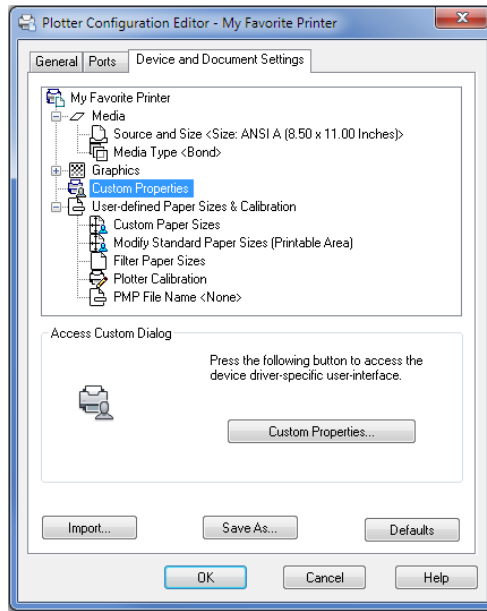 Plotter Configuration Editor - My Favorite Printer
General Ports Device and Document Settings
My Favorite Printer
Media
Source and Size <Size: ANSI A (8.50 x 11.00 Inches)>
Media Type <Bond>
Graphics
Custom Properties
User-defined Paper Sizes & Calibration
Custom Paper Sizes
Modify Standard Paper Sizes (Printable Area)
Filter Paper Sizes
Plotter Calibration
PMP File Name <None>
Access Custom Dialog
Press the following button to access the
device driver-specific user-interface.
Custom Properties...
Import... Save As... Defaults
OK Cancel Help